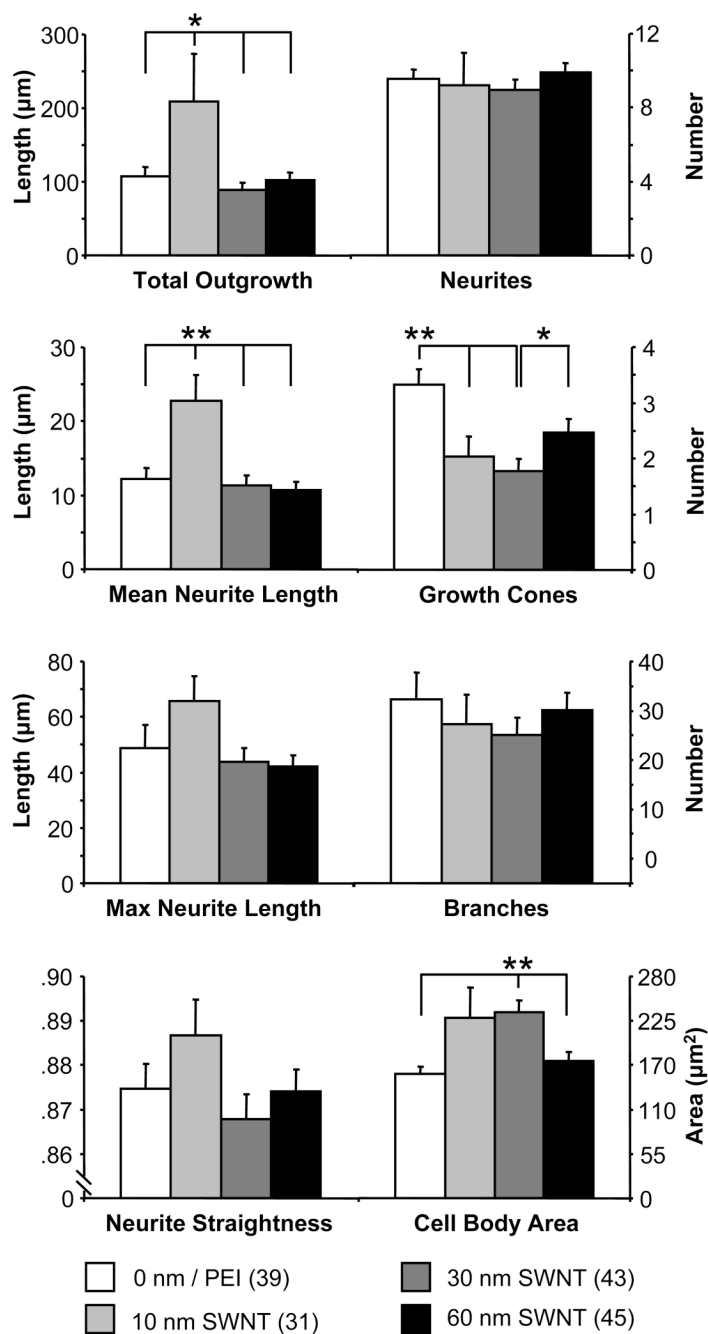 *
Length (µm)
300
200
100
0
12
8
4
0
Number
Total Outgrowth
Neurites
**
**
*
Length (µm)
30
20
10
0
4
3
2
1
0
Number
Mean Neurite Length
Growth Cones
Length (µm)
80
60
40
20
0
40
30
20
10
0
Number
Max Neurite Length
Branches
**
.90
.89
.88
.87
.86
0
280
225
170
110
55
0
Area (µm²)
Neurite Straightness
Cell Body Area
0 nm / PEI (39)
30 nm SWNT (43)
10 nm SWNT (31)
60 nm SWNT (45)